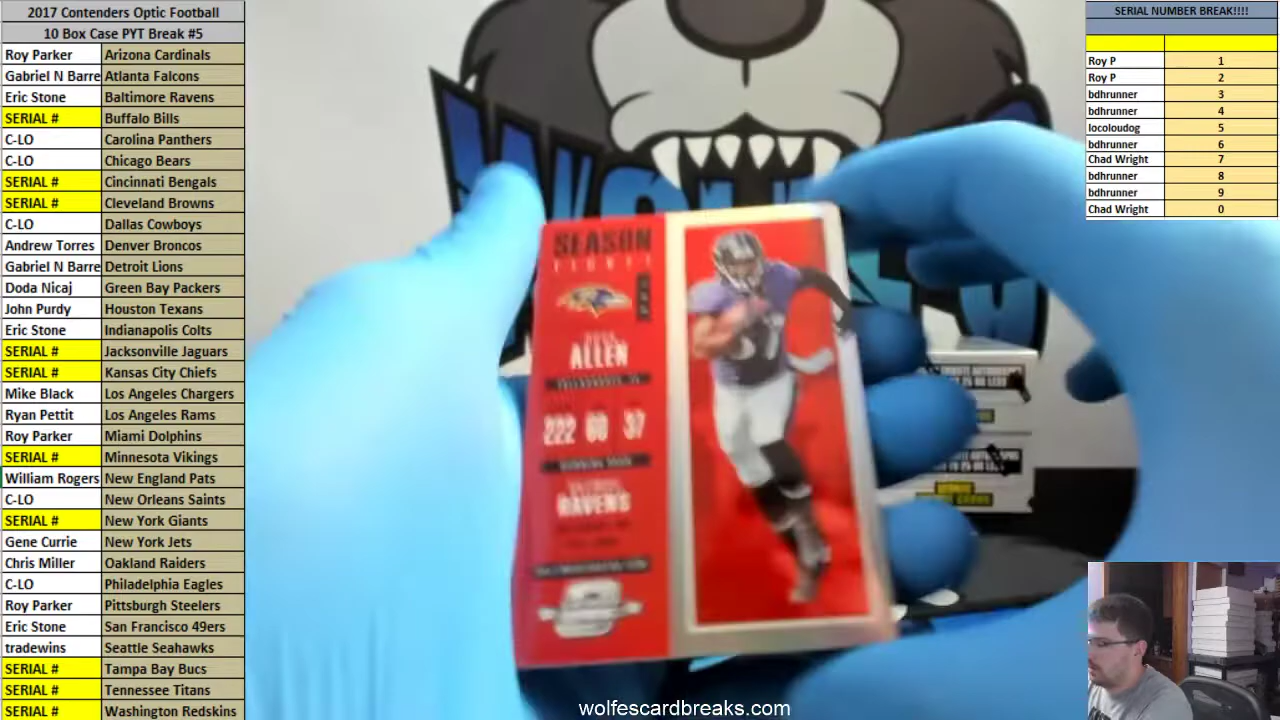 2017 Contenders Optic Football
10 Box Case PYT Break #5
Roy Parker Arizona Cardinals
Gabriel N Barre Atlanta Falcons
Eric Stone Baltimore Ravens
SERIAL # Buffalo Bills
C-LO Carolina Panthers
C-LO Chicago Bears
SERIAL # Cincinnati Bengals
SERIAL # Cleveland Browns
C-LO Dallas Cowboys
Andrew Torres Denver Broncos
Gabriel N Barre Detroit Lions
Doda Nicaj Green Bay Packers
John Purdy Houston Texans
Eric Stone Indianapolis Colts
SERIAL # Jacksonville Jaguars
SERIAL # Kansas City Chiefs
Mike Black Los Angeles Chargers
Ryan Pettit Los Angeles Rams
Roy Parker Miami Dolphins
SERIAL # Minnesota Vikings
William Rogers New England Pats
C-LO New Orleans Saints
SERIAL # New York Giants
Gene Currie New York Jets
Chris Miller Oakland Raiders
C-LO Philadelphia Eagles
Roy Parker Pittsburgh Steelers
Eric Stone San Francisco 49ers
tradewins Seattle Seahawks
SERIAL # Tampa Bay Bucs
SERIAL # Tennessee Titans
SERIAL # Washington Redskins
SEASON
TICKET
ALLEN
222 60 37
RAVENS
SERIAL NUMBER BREAK!!!!
Roy P 1
Roy P 2
bdhrunner 3
bdhrunner 4
locoloudog 5
bdhrunner 6
Chad Wright 7
bdhrunner 8
bdhrunner 9
Chad Wright 0
wolfescardbreaks.com